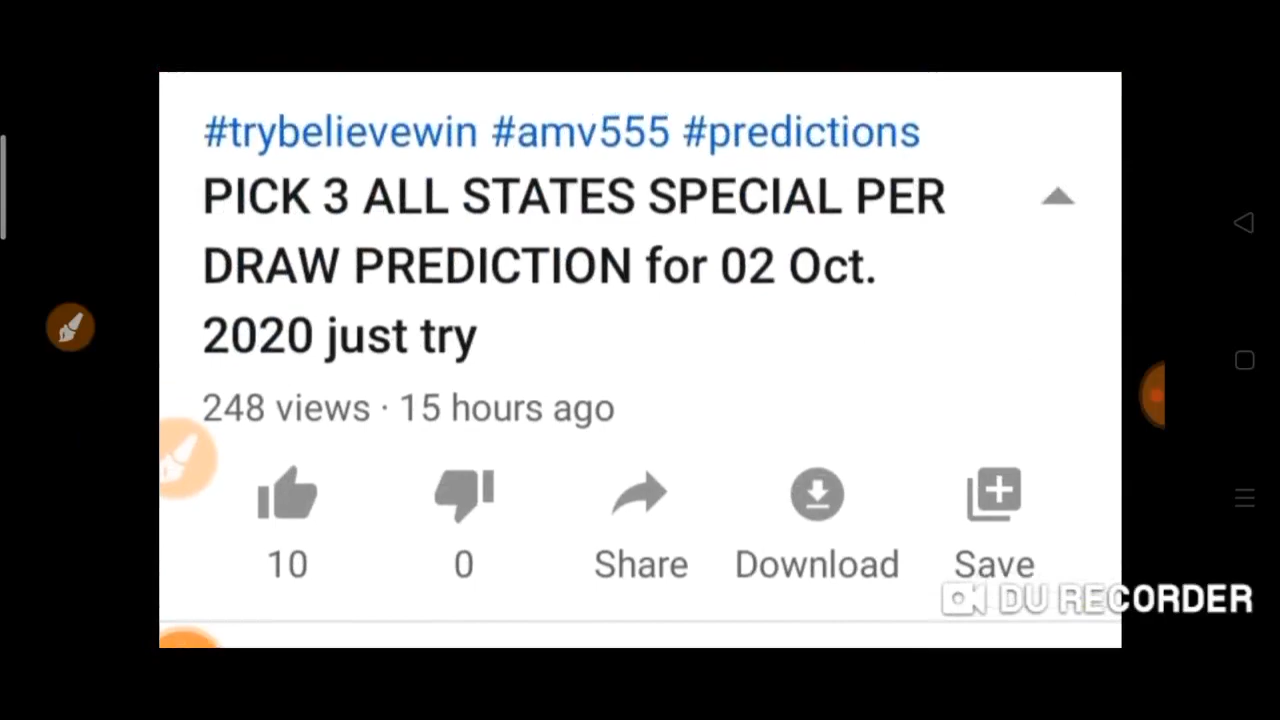 #trybelievewin #amv555 #predictions
PICK 3 ALL STATES SPECIAL PER
DRAW PREDICTION for 02 Oct.
2020 just try
248 views · 15 hours ago
10 0 Share Download Save
DU RECORDER